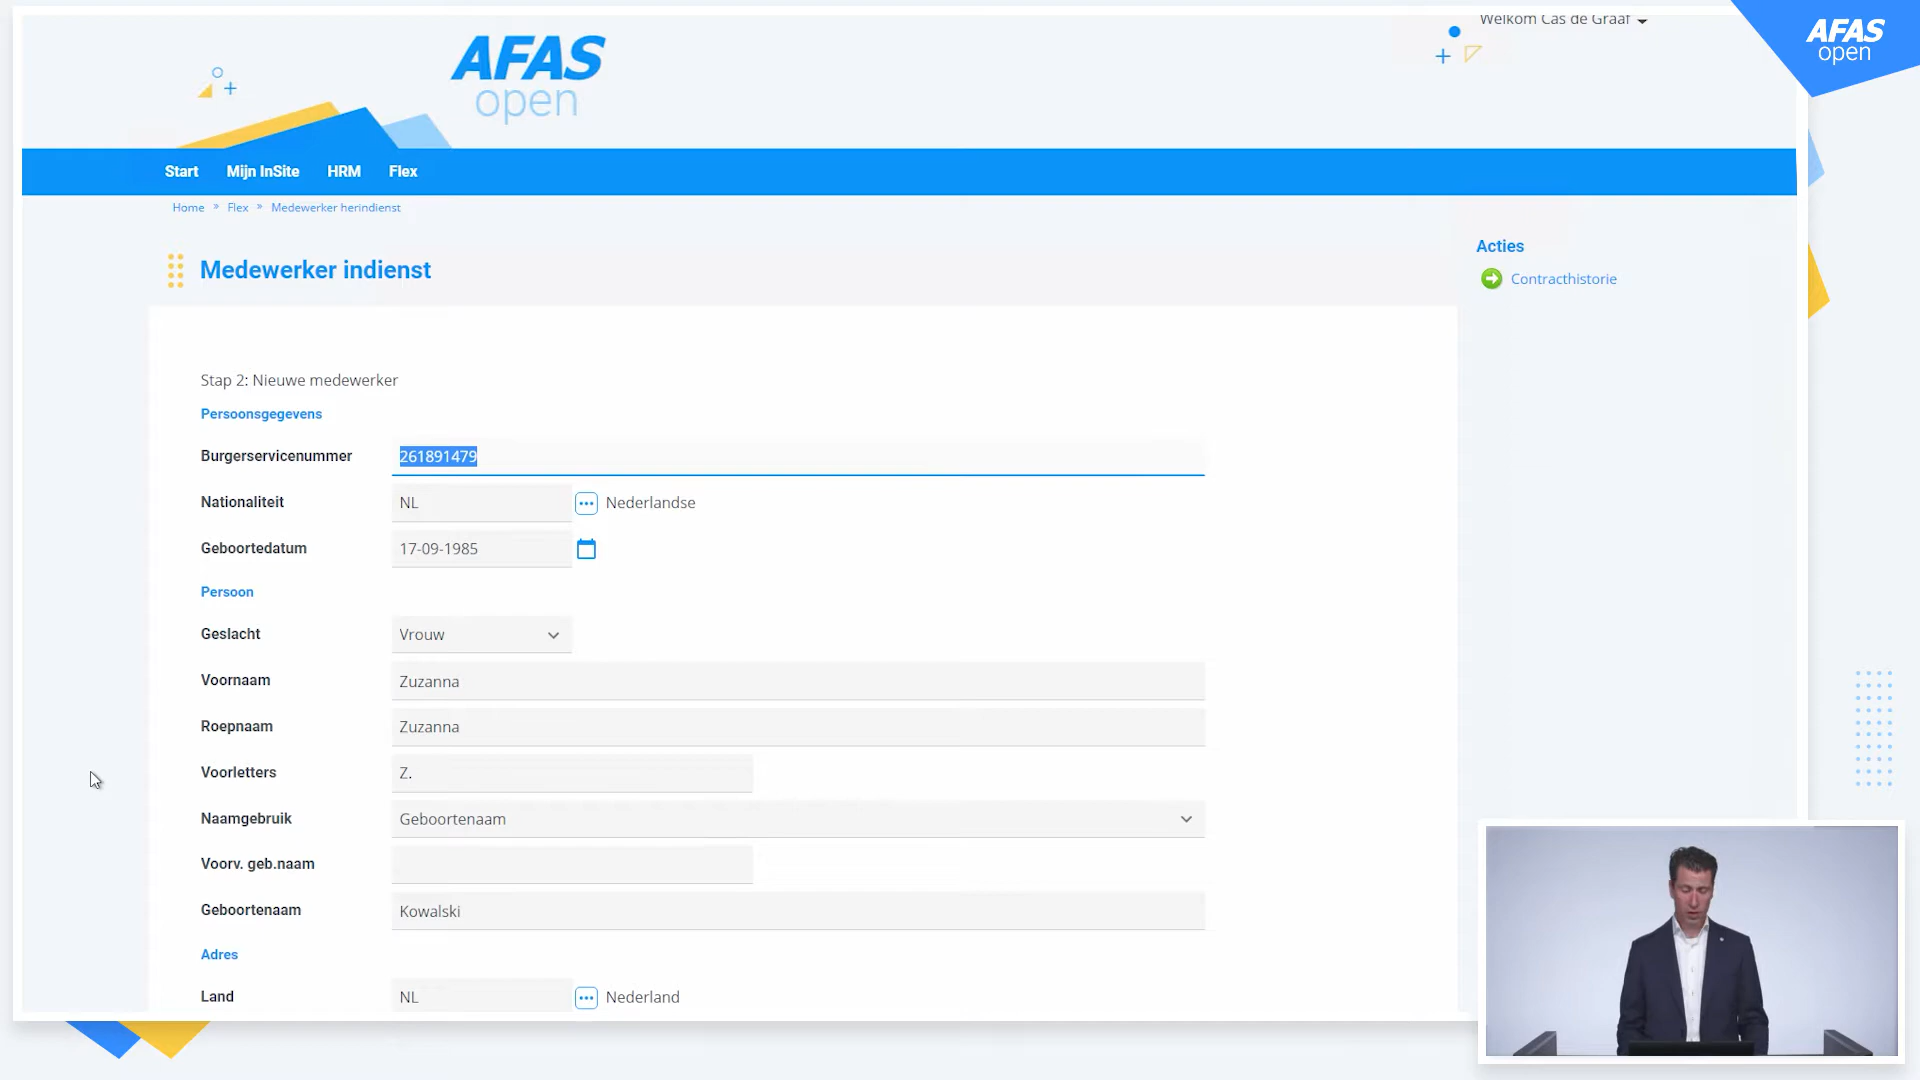 Welkom Cas de Graaf
AFAS
open
AFAS
open
Start Mijn InSite HRM Flex
Home » Flex » Medewerker herindienst
Medewerker indienst
Acties
Contracthistorie
Stap 2: Nieuwe medewerker
Persoonsgegevens
Burgerservicenummer 261891479
Nationaliteit NL Nederlandse
Geboortedatum 17-09-1985
Persoon
Geslacht Vrouw
Voornaam Zuzanna
Roepnaam Zuzanna
Voorletters Z.
Naamgebruik Geboortenaam
Voorv. geb.naam
Geboortenaam Kowalski
Adres
Land NL Nederland